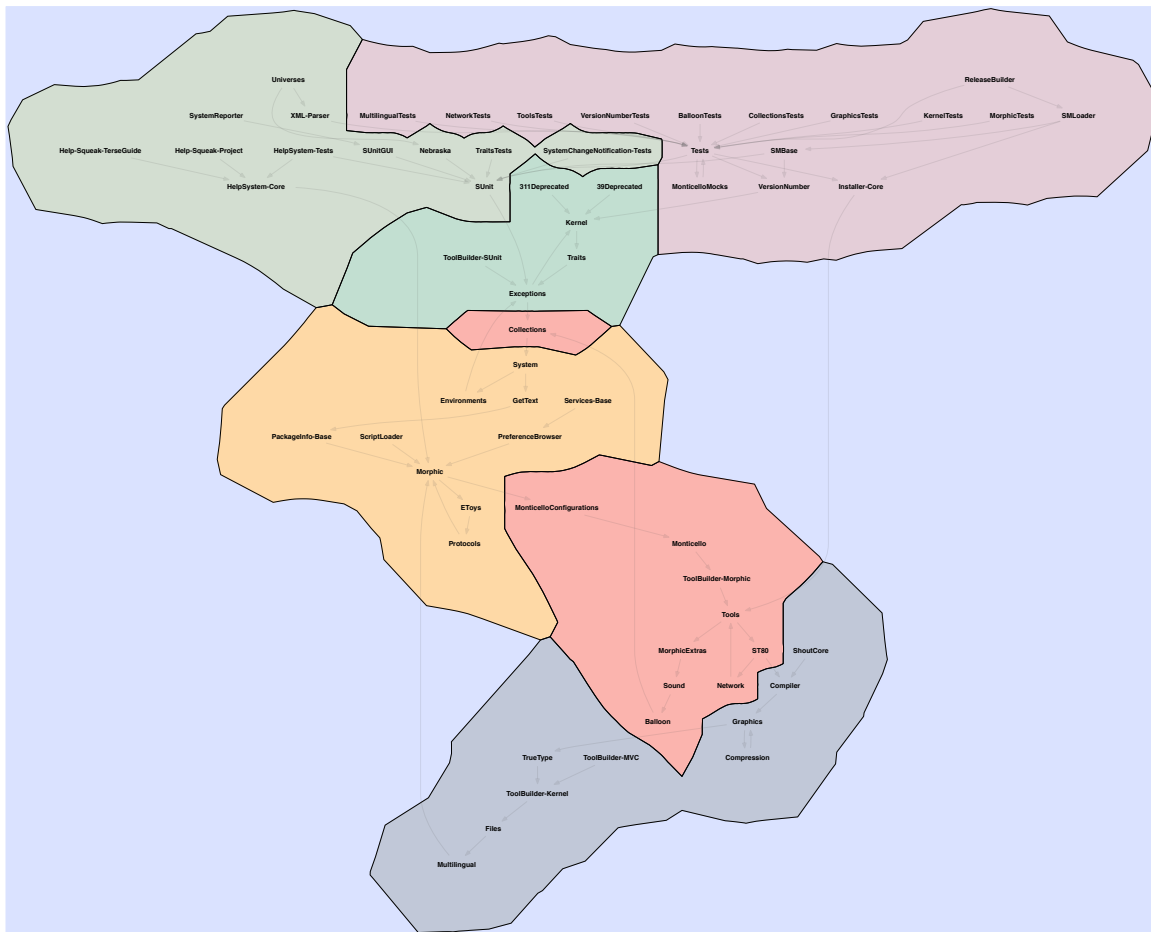 Universes
ReleaseBuilder
SystemReporter
XML-Parser
MultilingualTests
NetworkTests
ToolsTests
VersionNumberTests
BalloonTests
CollectionsTests
GraphicsTests
KernelTests
MorphicTests
SMLoader
Help-Squeak-TerseGuide
Help-Squeak-Project
HelpSystem-Tests
SUnitGUI
Nebraska
TraitsTests
SystemChangeNotification-Tests
Tests
SMBase
HelpSystem-Core
SUnit
311Deprecated
39Deprecated
MonticelloMocks
VersionNumber
Installer-Core
Kernel
ToolBuilder-SUnit
Traits
Exceptions
Collections
System
Environments
GetText
Services-Base
PackageInfo-Base
ScriptLoader
PreferenceBrowser
Morphic
EToys
MonticelloConfigurations
Protocols
Monticello
ToolBuilder-Morphic
Tools
MorphicExtras
ST80
ShoutCore
Sound
Network
Compiler
Balloon
Graphics
TrueType
ToolBuilder-MVC
Compression
ToolBuilder-Kernel
Files
Multilingual